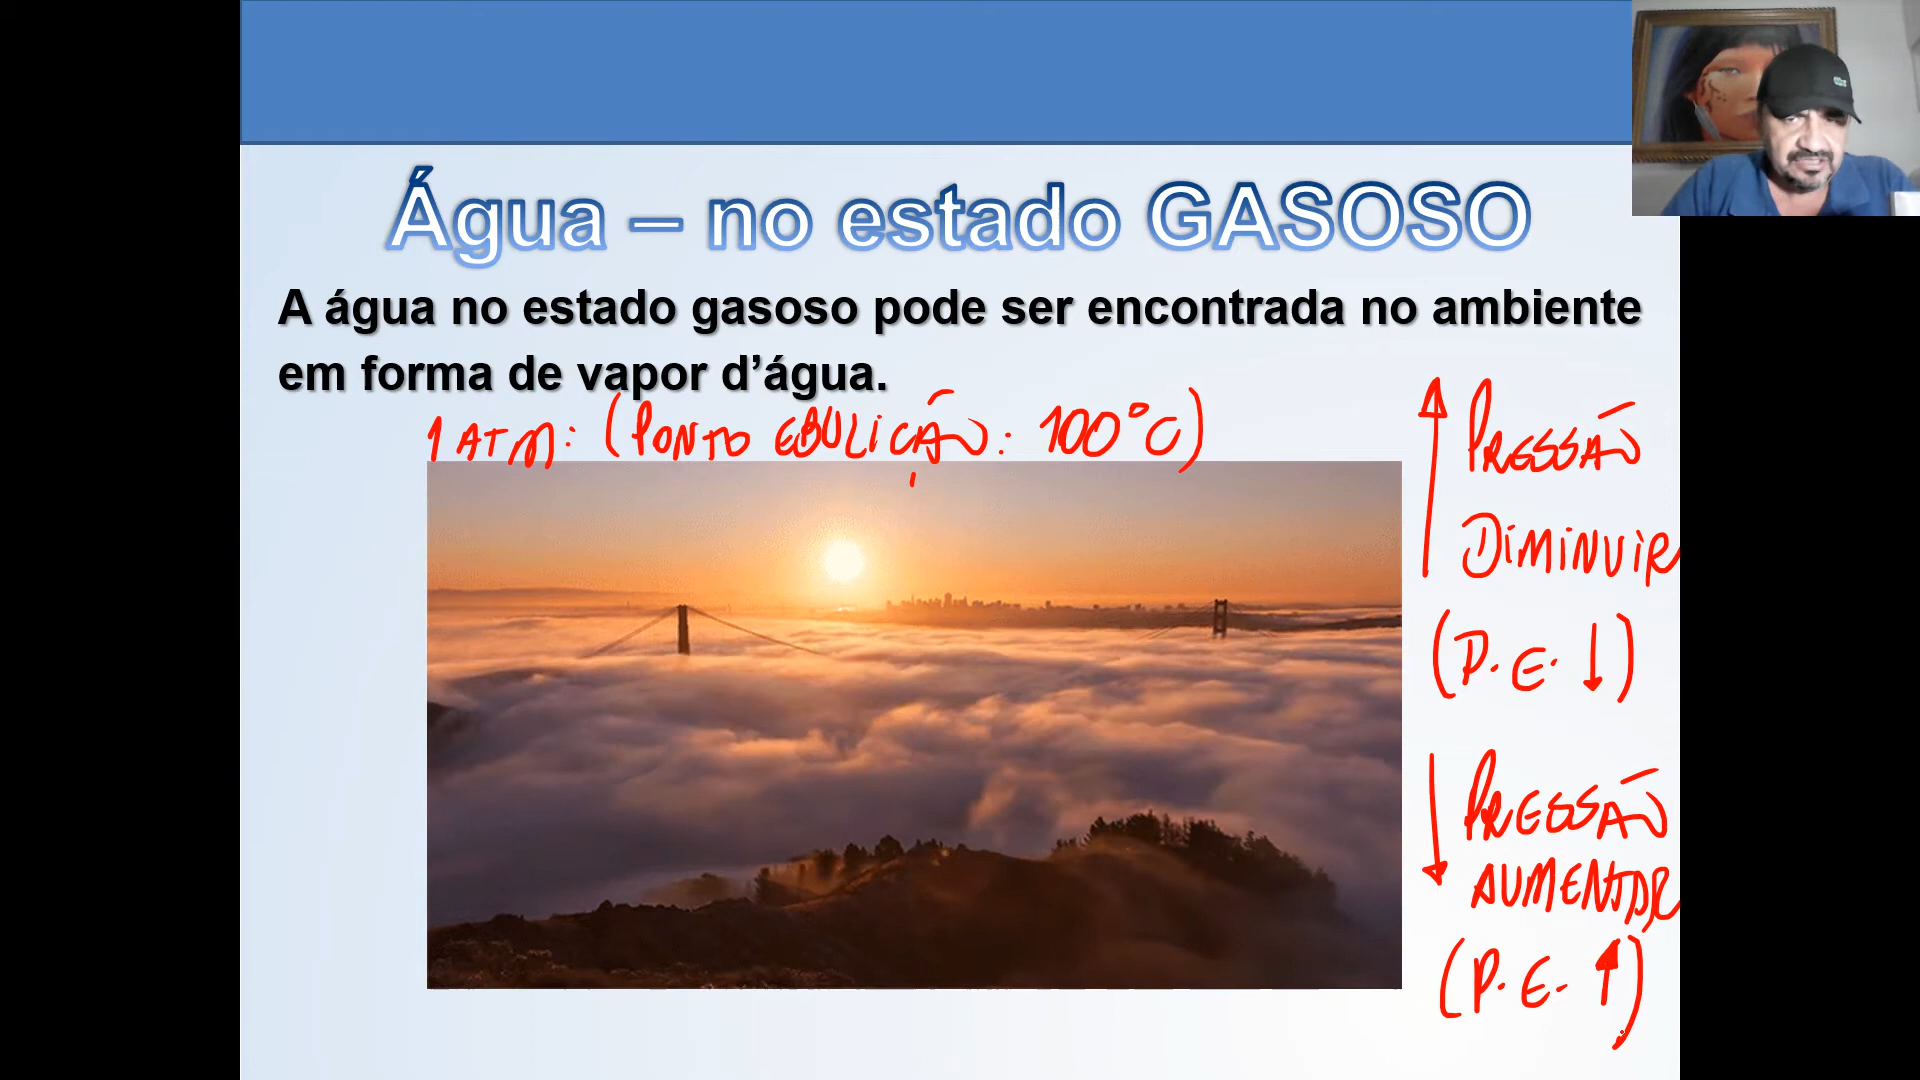 Água – no estado GASOSO
A água no estado gasoso pode ser encontrada no ambiente
em forma de vapor d’água.
1 ATM: (PONTO EBULIÇÃO: 100°C)
PRESSÃO
DIMINUIR
(P.E. ↓)
PRESSÃO
AUMENTAR
(P.E. ↑)